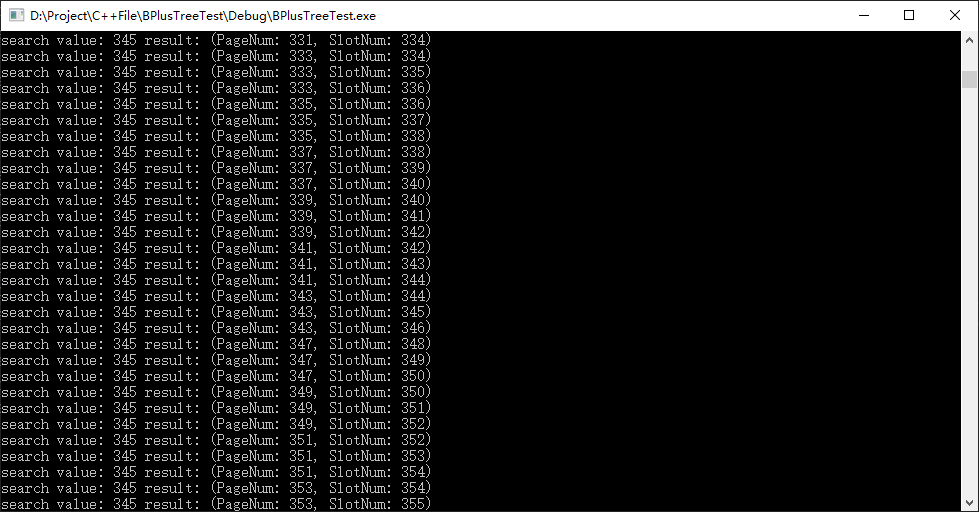 D:\Project\C++File\BPlusTreeTest\Debug\BPlusTreeTest.exe
search value: 345 result: (PageNum: 331, SlotNum: 334)
search value: 345 result: (PageNum: 333, SlotNum: 334)
search value: 345 result: (PageNum: 333, SlotNum: 335)
search value: 345 result: (PageNum: 333, SlotNum: 336)
search value: 345 result: (PageNum: 335, SlotNum: 336)
search value: 345 result: (PageNum: 335, SlotNum: 337)
search value: 345 result: (PageNum: 335, SlotNum: 338)
search value: 345 result: (PageNum: 337, SlotNum: 338)
search value: 345 result: (PageNum: 337, SlotNum: 339)
search value: 345 result: (PageNum: 337, SlotNum: 340)
search value: 345 result: (PageNum: 339, SlotNum: 340)
search value: 345 result: (PageNum: 339, SlotNum: 341)
search value: 345 result: (PageNum: 339, SlotNum: 342)
search value: 345 result: (PageNum: 341, SlotNum: 342)
search value: 345 result: (PageNum: 341, SlotNum: 343)
search value: 345 result: (PageNum: 341, SlotNum: 344)
search value: 345 result: (PageNum: 343, SlotNum: 344)
search value: 345 result: (PageNum: 343, SlotNum: 345)
search value: 345 result: (PageNum: 343, SlotNum: 346)
search value: 345 result: (PageNum: 347, SlotNum: 348)
search value: 345 result: (PageNum: 347, SlotNum: 349)
search value: 345 result: (PageNum: 347, SlotNum: 350)
search value: 345 result: (PageNum: 349, SlotNum: 350)
search value: 345 result: (PageNum: 349, SlotNum: 351)
search value: 345 result: (PageNum: 349, SlotNum: 352)
search value: 345 result: (PageNum: 351, SlotNum: 352)
search value: 345 result: (PageNum: 351, SlotNum: 353)
search value: 345 result: (PageNum: 351, SlotNum: 354)
search value: 345 result: (PageNum: 353, SlotNum: 354)
search value: 345 result: (PageNum: 353, SlotNum: 355)